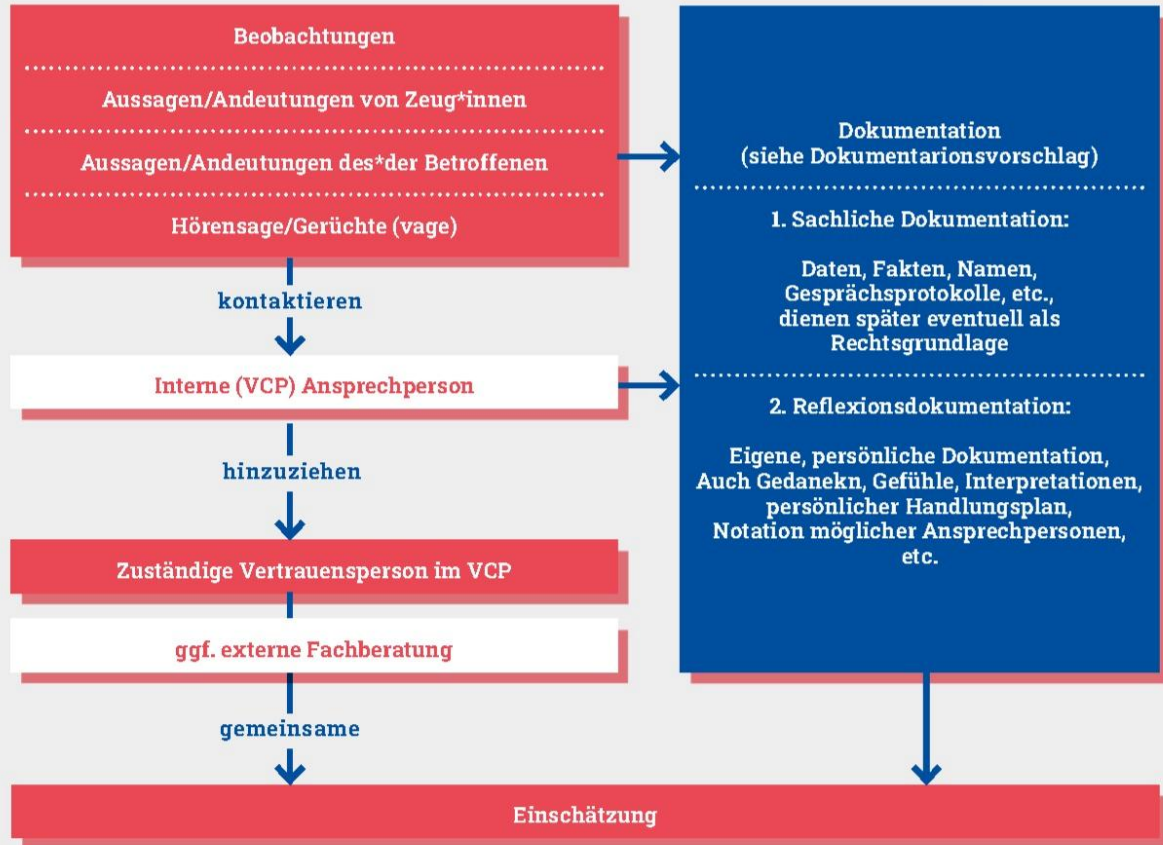 Beobachtungen
Aussagen/Andeutungen von Zeug*innen
Aussagen/Andeutungen des*der Betroffenen
Hörensage/Gerüchte (vage)
kontaktieren
Interne (VCP) Ansprechperson
hinzuziehen
Zuständige Vertrauensperson im VCP
ggf. externe Fachberatung
gemeinsame
Dokumentation
(siehe Dokumentarionsvorschlag)
1. Sachliche Dokumentation:
Daten, Fakten, Namen,
Gesprächsprotokolle, etc.,
dienen später eventuell als
Rechtsgrundlage
2. Reflexionsdokumentation:
Eigene, persönliche Dokumentation,
Auch Gedanekn, Gefühle, Interpretationen,
persönlicher Handlungsplan,
Notation möglicher Ansprechpersonen,
etc.
Einschätzung